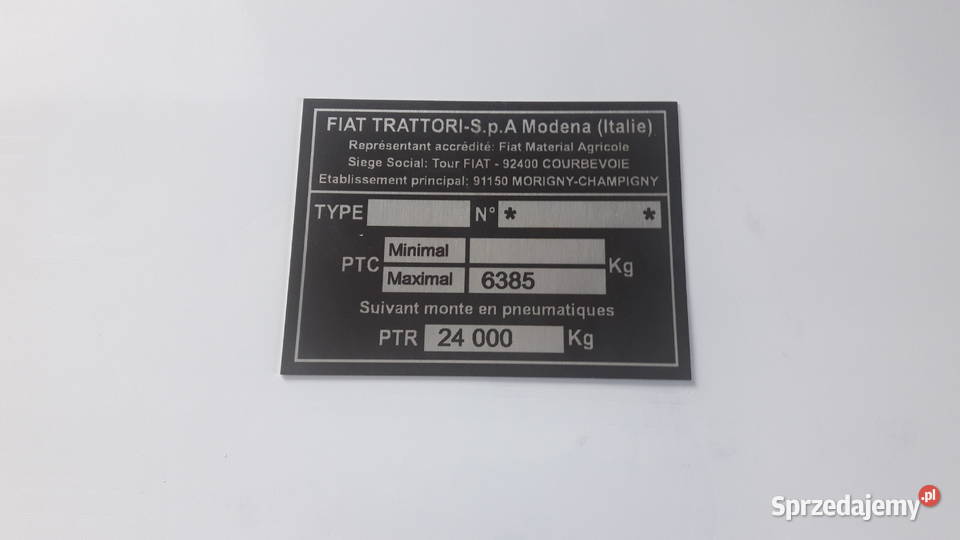 FIAT TRATTORI-S.p.A Modena (Italie)
Représentant accrédité: Fiat Material Agricole
Siege Social: Tour FIAT - 92400 COURBEVOIE
Etablissement principal: 91150 MORIGNY-CHAMPIGNY
TYPE N° * *
PTC Minimal Kg
Maximal 6385
Suivant monte en pneumatiques
PTR 24 000 Kg
Sprzedajemy.pl